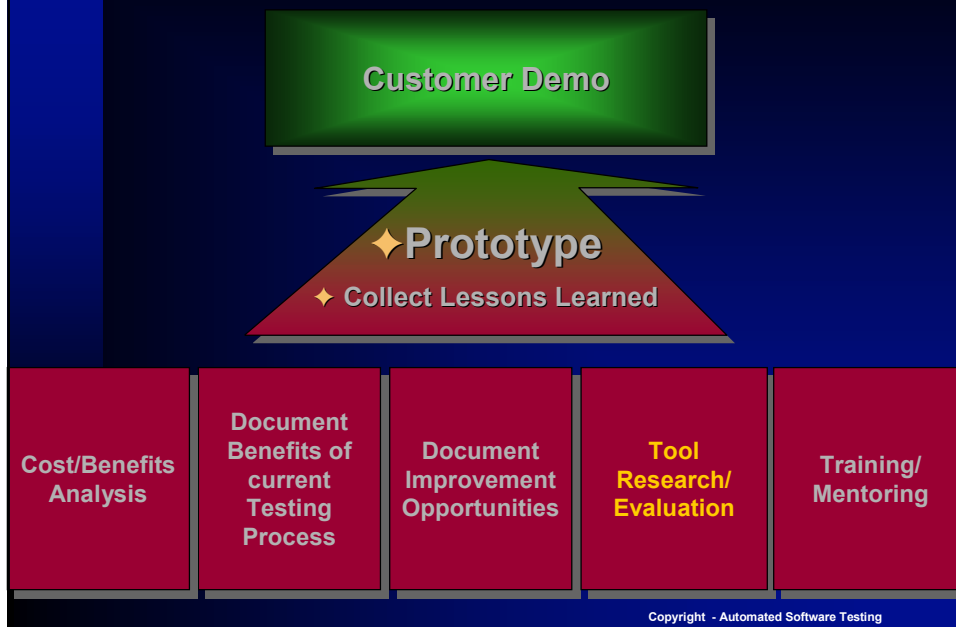 Customer Demo
Prototype
Collect Lessons Learned
Cost/Benefits
Analysis
Document
Benefits of
current
Testing
Process
Document
Improvement
Opportunities
Tool
Research/
Evaluation
Training/
Mentoring
Copyright - Automated Software Testing